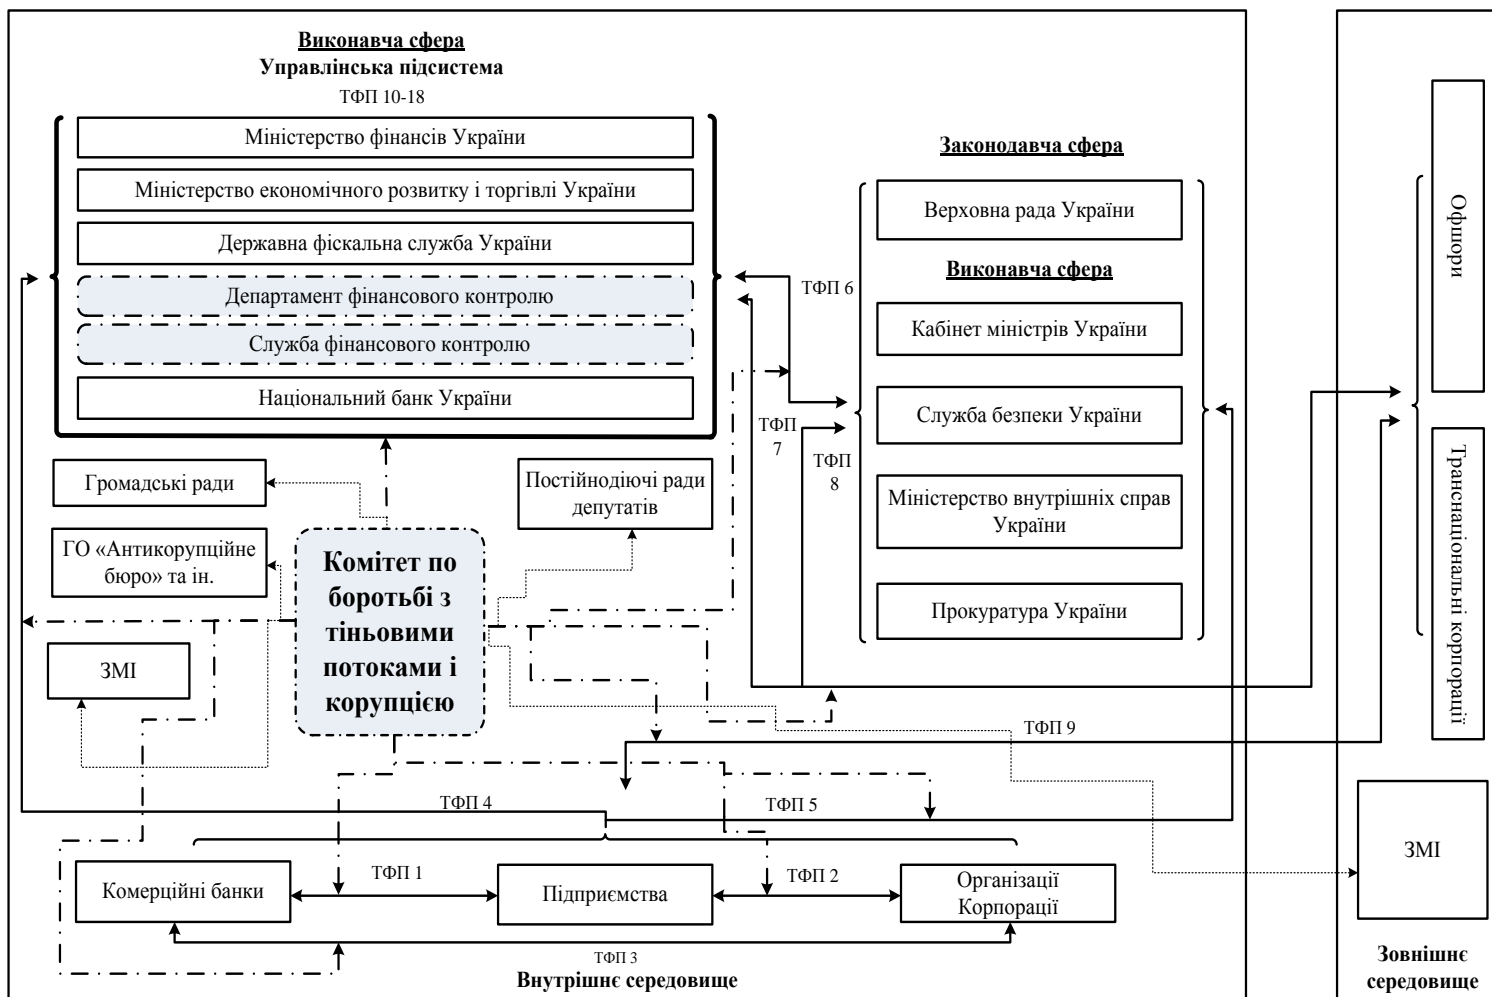 Виконавча сфера
Управлінська підсистема
ТФП 10-18
Міністерство фінансів України
Міністерство економічного розвитку і торгівлі України
Державна фіскальна служба України
Департамент фінансового контролю
Служба фінансового контролю
Національний банк України
Законодавча сфера
Верховна рада України
Виконавча сфера
Кабінет міністрів України
Служба безпеки України
Міністерство внутрішніх справ
України
Прокуратура України
ТФП 6
ТФП
7
ТФП
8
Офшори
Транснаціональні корпорації
Громадські ради
ГО «Антикорупційне
бюро» та ін.
ЗМІ
Постійнодіючі ради
депутатів
Комітет по
боротьбі з
тіньовими
потоками і
корупцією
ТФП 9
ТФП 4
ТФП 5
Комерційні банки
ТФП 1
Підприємства
ТФП 2
Організації
Корпорації
ТФП 3
Внутрішнє середовище
ЗМІ
Зовнішнє
середовище